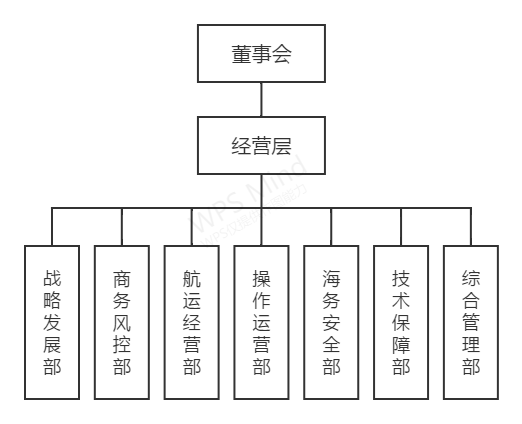 董事会
经营层
WPS Mind
战略发展部
商务风控部
航运经营部
操作运营部
海务安全部
技术保障部
综合管理部